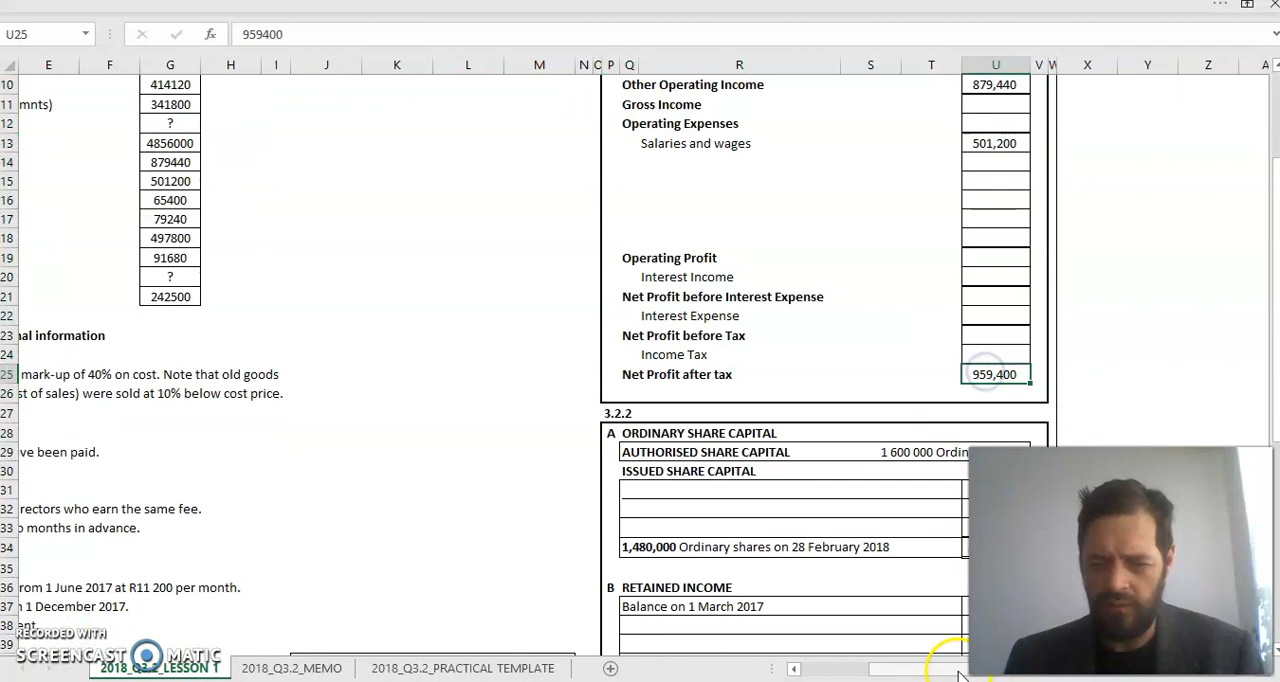 U25 fx 959400
E F G H I J K L M N O P Q R S T U V W X Y Z A
10 414120 Other Operating Income 879,440
11 mnts) 341800 Gross Income
12 ? Operating Expenses
13 4856000 Salaries and wages 501,200
14 879440
15 501200
16 65400
17 79240
18 497800
19 91680 Operating Profit
20 ? Interest Income
21 242500 Net Profit before Interest Expense
22 Interest Expense
23 nal information Net Profit before Tax
24 Income Tax
25 mark-up of 40% on cost. Note that old goods Net Profit after tax 959,400
26 st of sales) were sold at 10% below cost price.
27 3.2.2
28 A ORDINARY SHARE CAPITAL
29 ve been paid. AUTHORISED SHARE CAPITAL 1 600 000 Ordin
30 ISSUED SHARE CAPITAL
31
32 rectors who earn the same fee.
33 o months in advance.
34 1,480,000 Ordinary shares on 28 February 2018
35
36 rom 1 June 2017 at R11 200 per month. B RETAINED INCOME
37 n 1 December 2017. Balance on 1 March 2017
38 ent.
39
RECORDED WITH
SCREENCAST MATIC
2018_Q3.2_LESSON 1 2018_Q3.2_MEMO 2018_Q3.2_PRACTICAL TEMPLATE